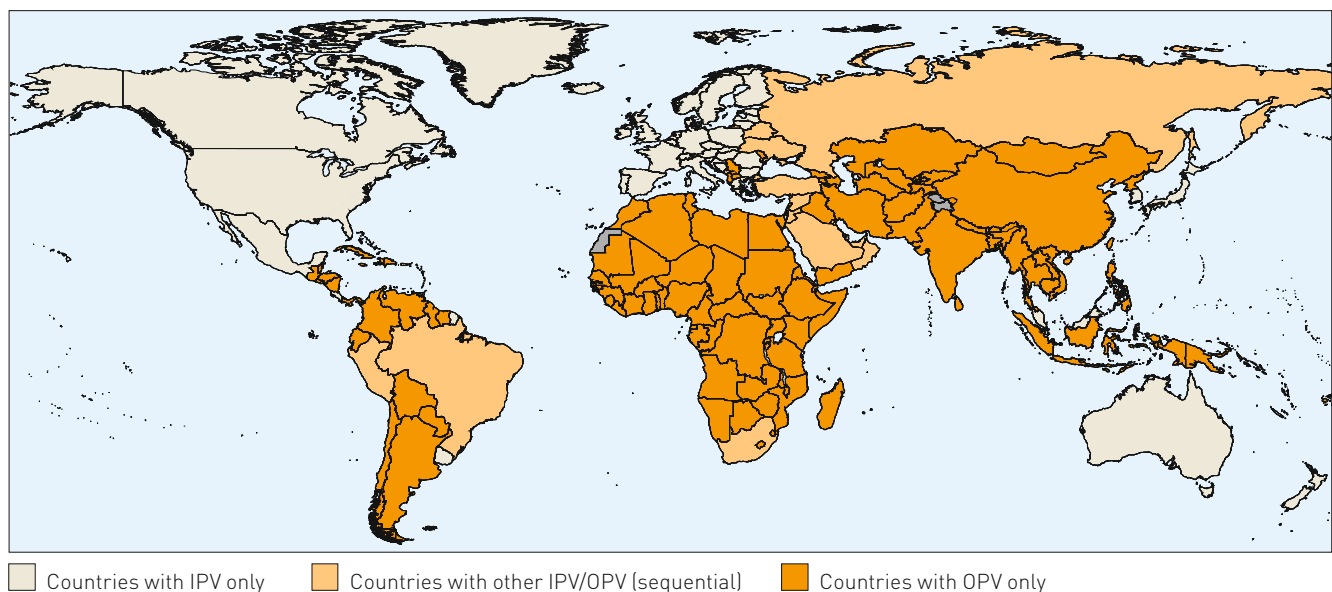 Countries with IPV only
Countries with other IPV/OPV (sequential)
Countries with OPV only